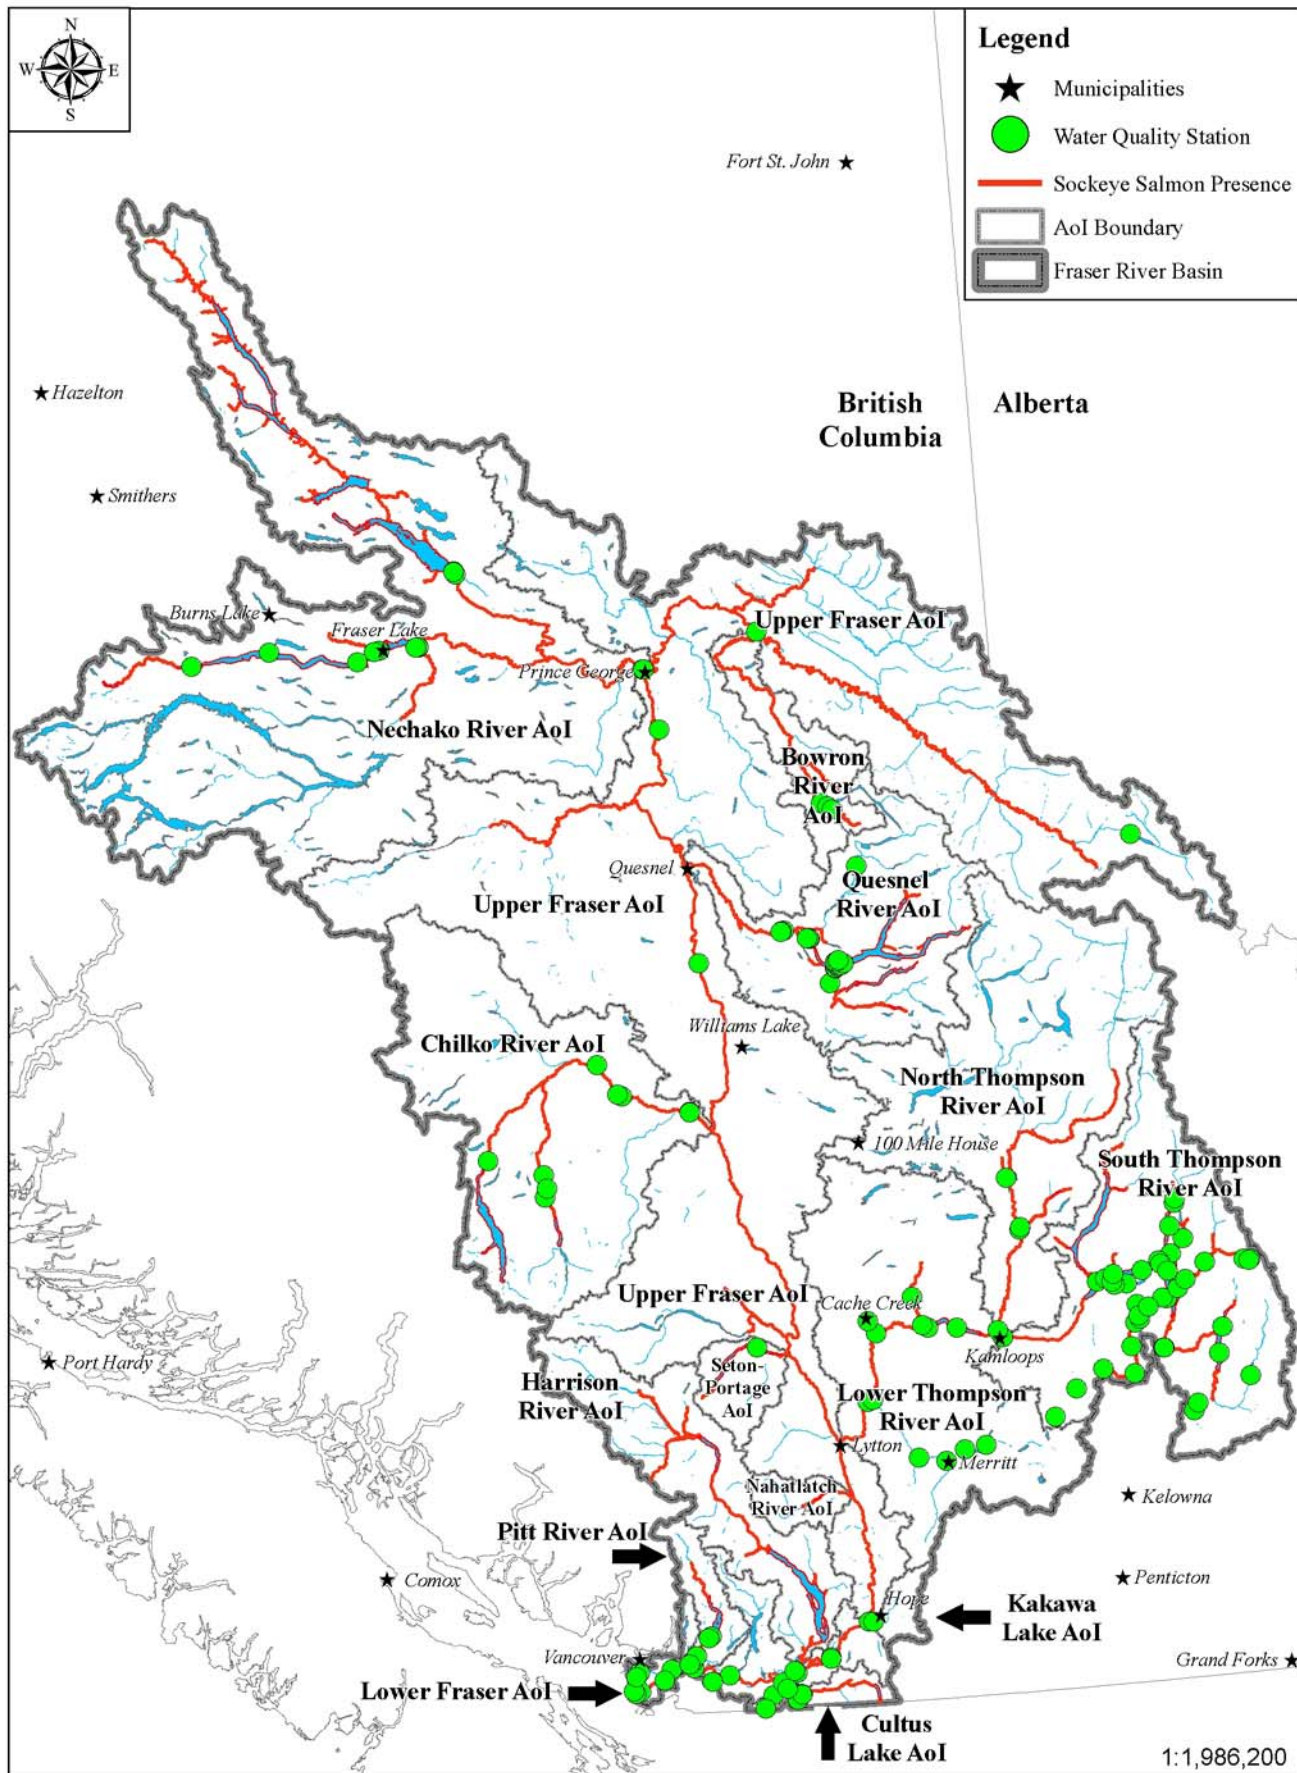 N
W
E
S
Legend
Municipalities
Water Quality Station
Sockeye Salmon Presence
AoI Boundary
Fraser River Basin
Fort St. John
Hazelton
British
Columbia
Alberta
Smithers
Burns Lake
Fraser Lake
Upper Fraser AoI
Prince George
Nechako River AoI
Bowron
River
AoI
Quesnel
Quesnel
River AoI
Upper Fraser AoI
Williams Lake
Chilko River AoI
North Thompson
River AoI
100 Mile House
South Thompson
River AoI
Upper Fraser AoI
Cache Creek
Port Hardy
Kamloops
Seton-
Portage
AoI
Harrison
River AoI
Lower Thompson
River AoI
Lytton
Merritt
Nahatlatch
River AoI
Kelowna
Pitt River AoI
Comox
Penticton
Hope
Kakawa
Lake AoI
Vancouver
Grand Forks
Lower Fraser AoI
Cultus
Lake AoI
1:1,986,200